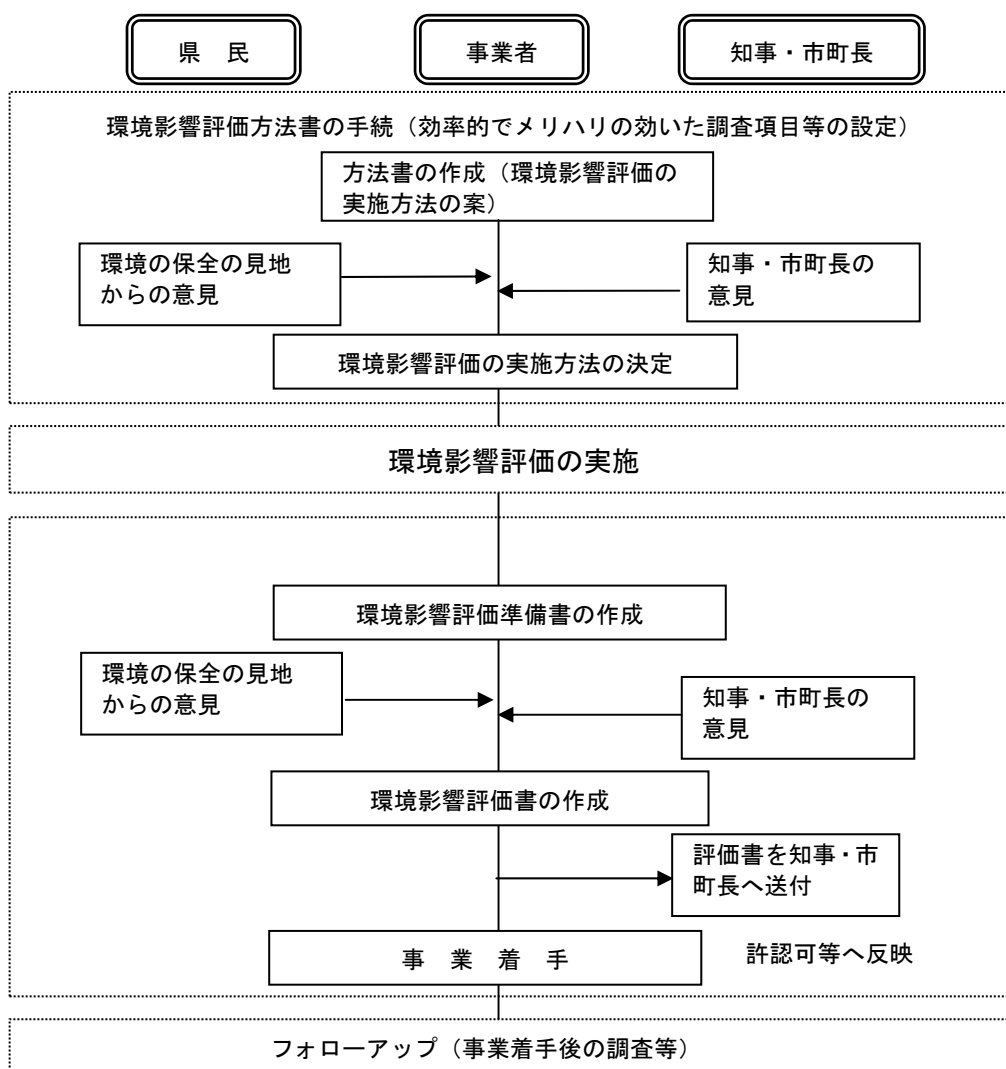 県　民
事業者
知事・市町長
環境影響評価方法書の手続（効率的でメリハリの効いた調査項目等の設定）
方法書の作成（環境影響評価の
実施方法の案）
環境の保全の見地
からの意見
知事・市町長の
意見
環境影響評価の実施方法の決定
環境影響評価の実施
環境影響評価準備書の作成
環境の保全の見地
からの意見
知事・市町長の
意見
環境影響評価書の作成
評価書を知事・市
町長へ送付
事　業　着　手
許認可等へ反映
フォローアップ（事業着手後の調査等）